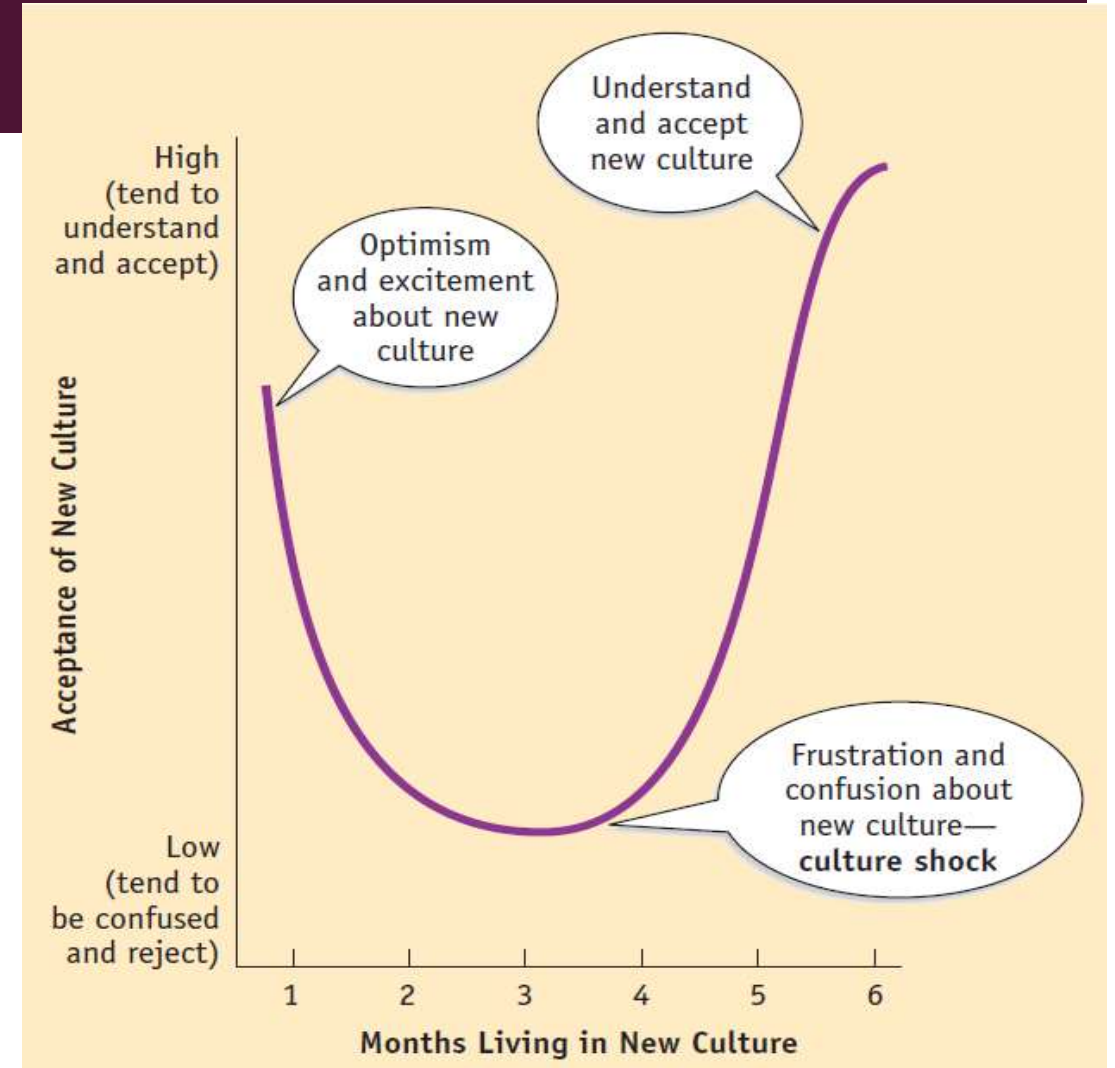 Understand
and accept
new culture
High
(tend to
understand
and accept)
Optimism
and excitement
about new
culture
Acceptance of New Culture
Frustration and
confusion about
new culture—
culture shock
Low
(tend to
be confused
and reject)
1 2 3 4 5 6
Months Living in New Culture